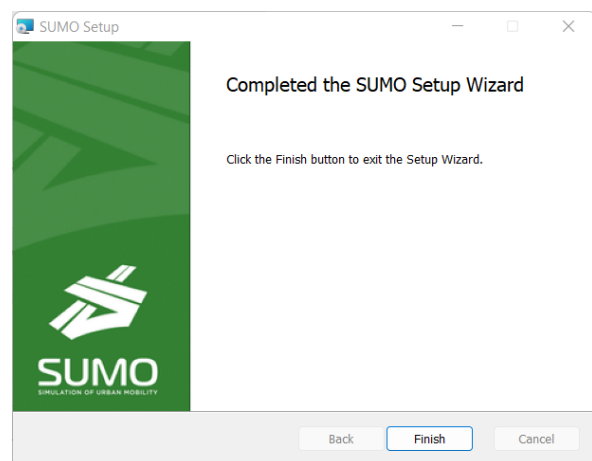 SUMO Setup
Completed the SUMO Setup Wizard
Click the Finish button to exit the Setup Wizard.
SUMO
SIMULATION OF URBAN MOBILITY
Back
Finish
Cancel